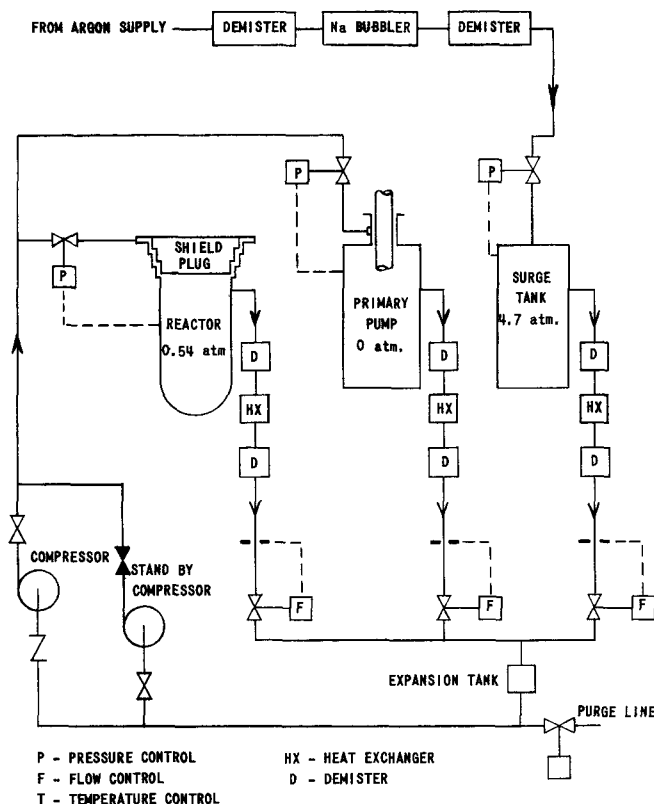 FROM ARGON SUPPLY
DEMISTER
Na BUBBLER
DEMISTER
P
P
SHIELD
PLUG
P
REACTOR
0.54 atm
PRIMARY
PUMP
0 atm.
SURGE
TANK
4.7 atm.
D
D
D
HX
HX
HX
D
D
D
COMPRESSOR
STAND BY
COMPRESSOR
F
F
F
EXPANSION TANK
PURGE LINE
P - PRESSURE CONTROL
HX - HEAT EXCHANGER
F - FLOW CONTROL
D - DEMISTER
T - TEMPERATURE CONTROL